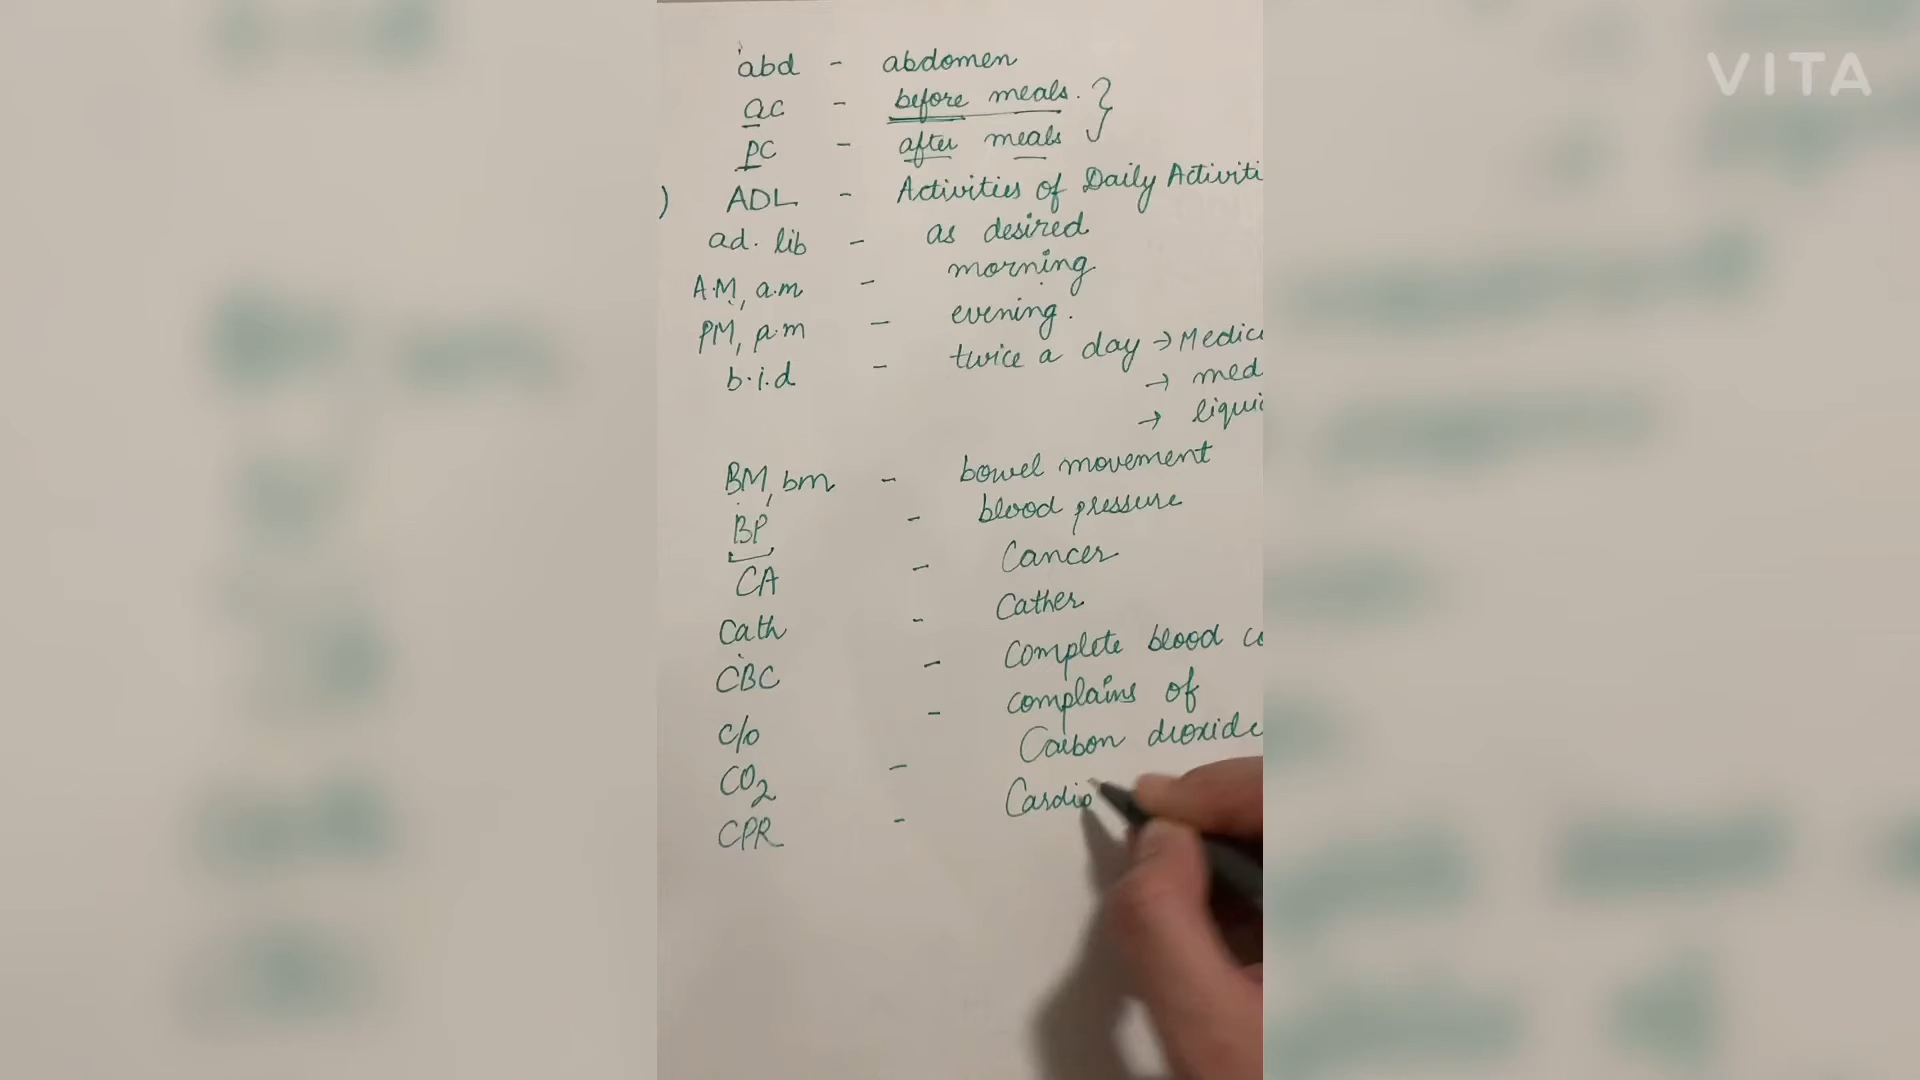 VITA
abd - abdomen
ac - before meals.
pc - after meals
) ADL - Activities of Daily Activiti
ad. lib - as desired
A.M, a.m - morning
PM, p.m - evening.
b.i.d - twice a day → Medic
→ med
→ liqui
BM, bm - bowel movement
BP - blood pressure
CA - Cancer
Cath - Cather
CBC - Complete blood co
c/o - complains of
CO2 - Carbon dioxide
CPR - Cardio